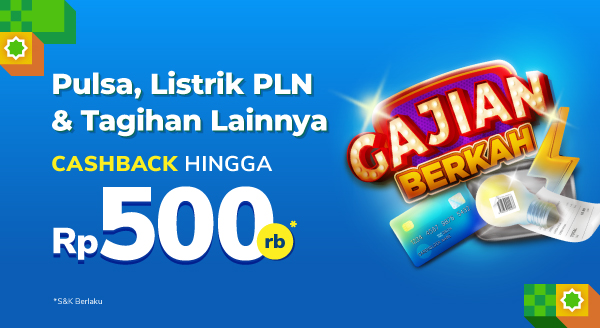 Pulsa, Listrik PLN
& Tagihan Lainnya
CASHBACK HINGGA
Rp500rb*
*S&K Berlaku
GAJIAN
BERKAH